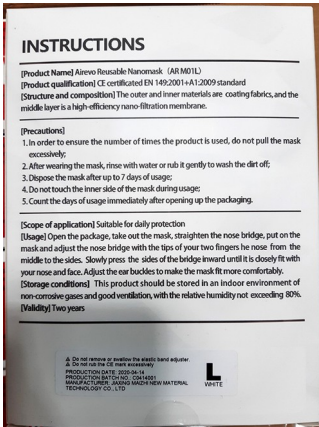 INSTRUCTIONS
[Product Name] Airevo Reusable Nanomask (AR M01L)
[Product qualification] CE certificated EN 149:2001+A1:2009 standard
[Structure and composition] The outer and inner materials are coating fabrics, and the
middle layer is a high-efficiency nano-filtration membrane.
[Precautions]
1. In order to ensure the number of times the product is used, do not pull the mask
excessively;
2. After wearing the mask, rinse with water or rub it gently to wash the dirt off;
3. Dispose the mask after up to 7 days of usage;
4. Do not touch the inner side of the mask during usage;
5. Count the days of usage immediately after opening up the packaging.
[Scope of application] Suitable for daily protection
[Usage] Open the package, take out the mask, straighten the nose bridge, put on the
mask and adjust the nose bridge with the tips of your two fingers he nose from the
middle to the sides. Slowly press the sides of the bridge inward until it is closely fit with
your nose and face. Adjust the ear buckles to make the mask fit more comfortably.
[Storage conditions] This product should be stored in an indoor environment of
non-corrosive gases and good ventilation, with the relative humidity not exceeding 80%.
[Validity] Two years
⚠ Do not remove or swallow the elastic band adjuster.
⚠ Do not rub the CE mark excessively
PRODUCTION DATE: 2020-04-14
PRODUCTION BATCH NO.: C0414001
MANUFACTURER: JIAXING MAIZHI NEW MATERIAL
TECHNOLOGY CO., LTD
L
WHITE